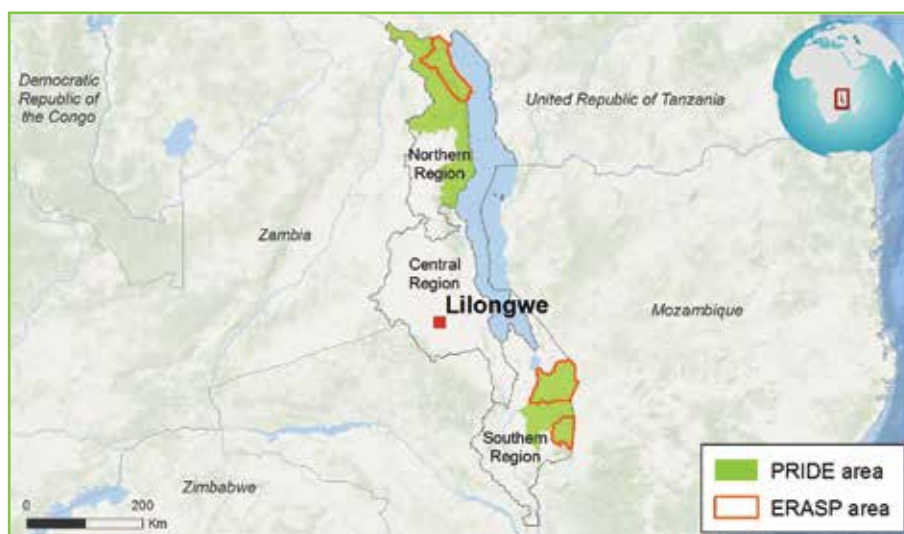 Democratic
Republic of
the Congo
United Republic of Tanzania
Northern
Region
Zambia
Central
Region
Lilongwe
Mozambique
Southern
Region
Zimbabwe
0 200
Km
PRIDE area
ERASP area